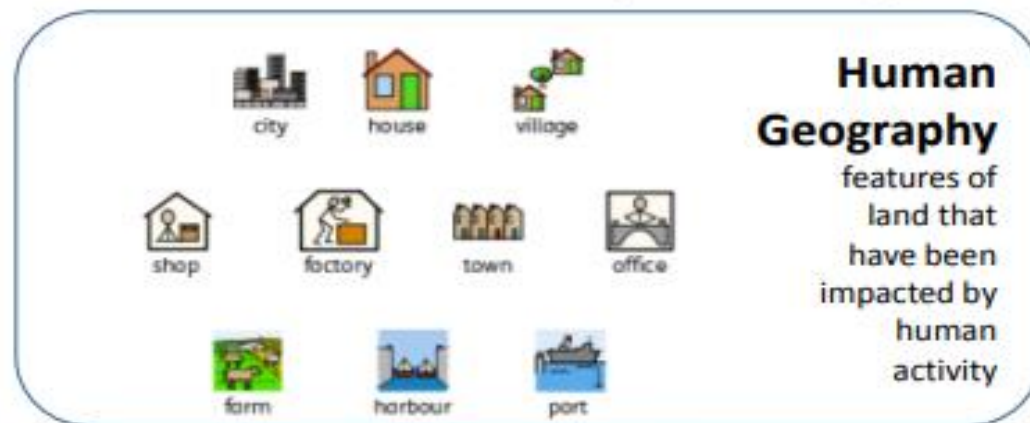 city house village
shop factory town office
farm harbour port
Human
Geography
features of
land that
have been
impacted by
human
activity